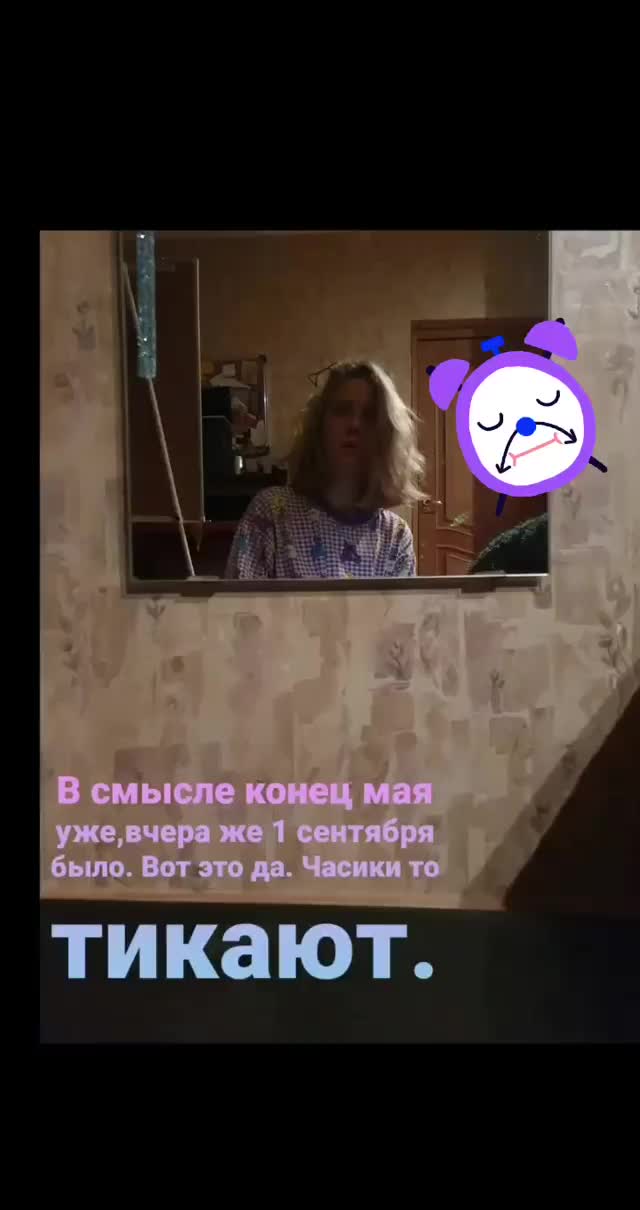 В смысле конец мая
уже,вчера же 1 сентября
было. Вот это да. Часики то
тикают.